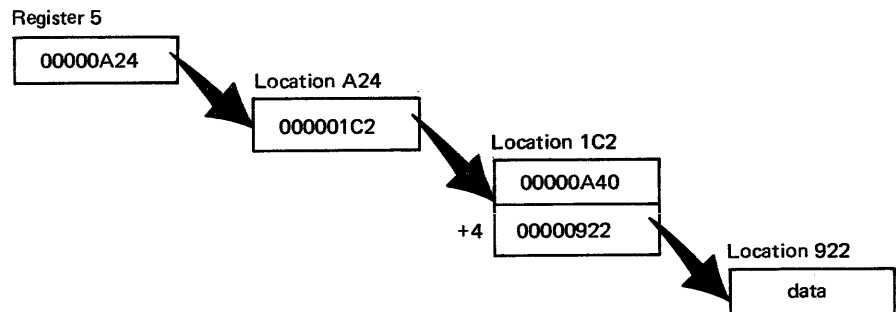 Register 5
00000A24
Location A24
000001C2
Location 1C2
00000A40
+4 00000922
Location 922
data